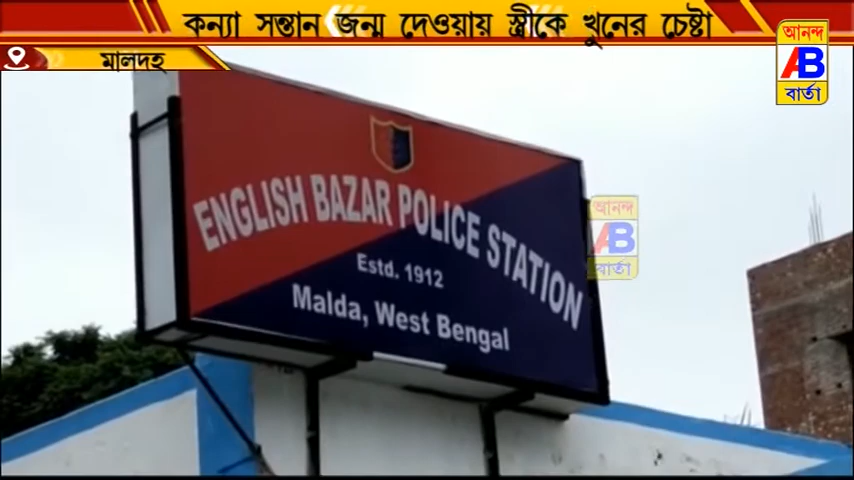 কন্যা সন্তান জন্ম দেওয়ায় স্ত্রীকে খুনের চেষ্টা
মালদহ
আনন্দ
AB
বার্তা
ENGLISH BAZAR POLICE STATION
Estd. 1912
Malda, West Bengal
আনন্দ
AB
বার্তা